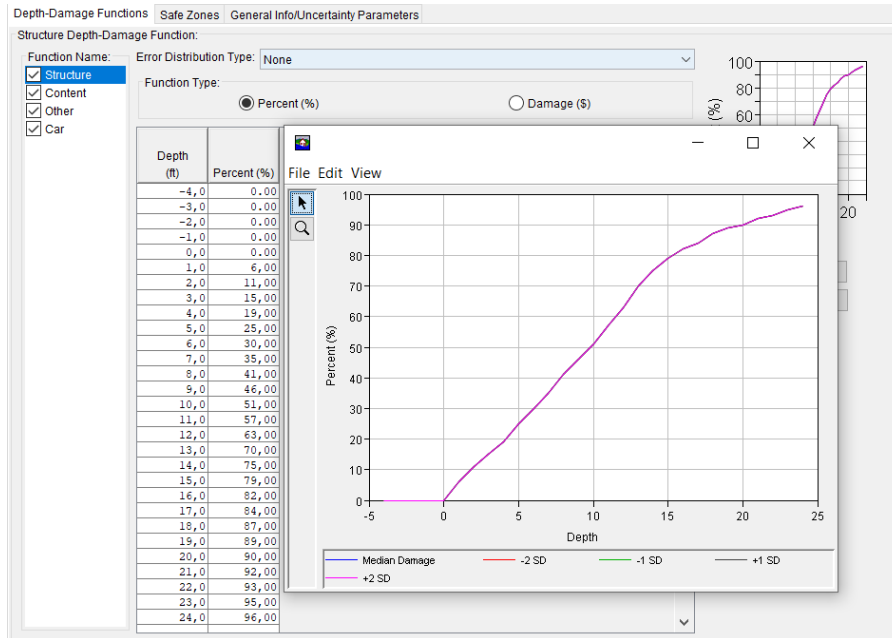 Depth-Damage Functions Safe Zones General Info/Uncertainty Parameters
Structure Depth-Damage Function:
Function Name:
Structure
Content
Other
Car
Error Distribution Type: None
Function Type:
Percent (%) Damage ($)
Depth
(ft) Percent (%)
-4,0 0.00
-3,0 0.00
-2,0 0.00
-1,0 0.00
0,0 0.00
1,0 6,00
2,0 11,00
3,0 15,00
4,0 19,00
5,0 25,00
6,0 30,00
7,0 35,00
8,0 41,00
9,0 46,00
10,0 51,00
11,0 57,00
12,0 63,00
13,0 70,00
14,0 75,00
15,0 79,00
16,0 82,00
17,0 84,00
18,0 87,00
19,0 89,00
20,0 90,00
21,0 92,00
22,0 93,00
23,0 95,00
24,0 96,00
File Edit View
100
90
80
70
60
50
40
30
20
10
0
Percent (%)
-5 0 5 10 15 20 25
Depth
Median Damage -2 SD -1 SD +1 SD
+2 SD
100
80
60
(%)
20